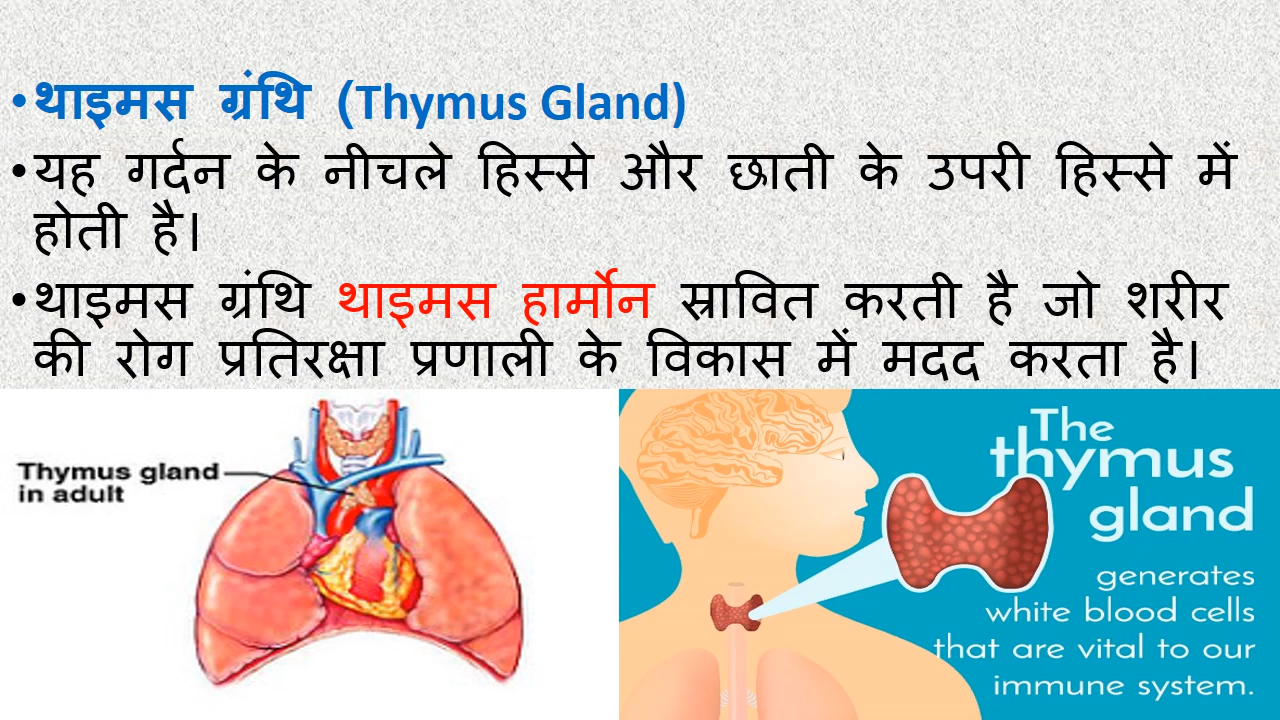 •थाइमस ग्रंथि (Thymus Gland)
•यह गर्दन के नीचले हिस्से और छाती के उपरी हिस्से में
होती है।
•थाइमस ग्रंथि थाइमस हार्मोन स्रावित करती है जो शरीर
की रोग प्रतिरक्षा प्रणाली के विकास में मदद करता है।
Thymus gland
in adult
The
thymus
gland
generates
white blood cells
that are vital to our
immune system.